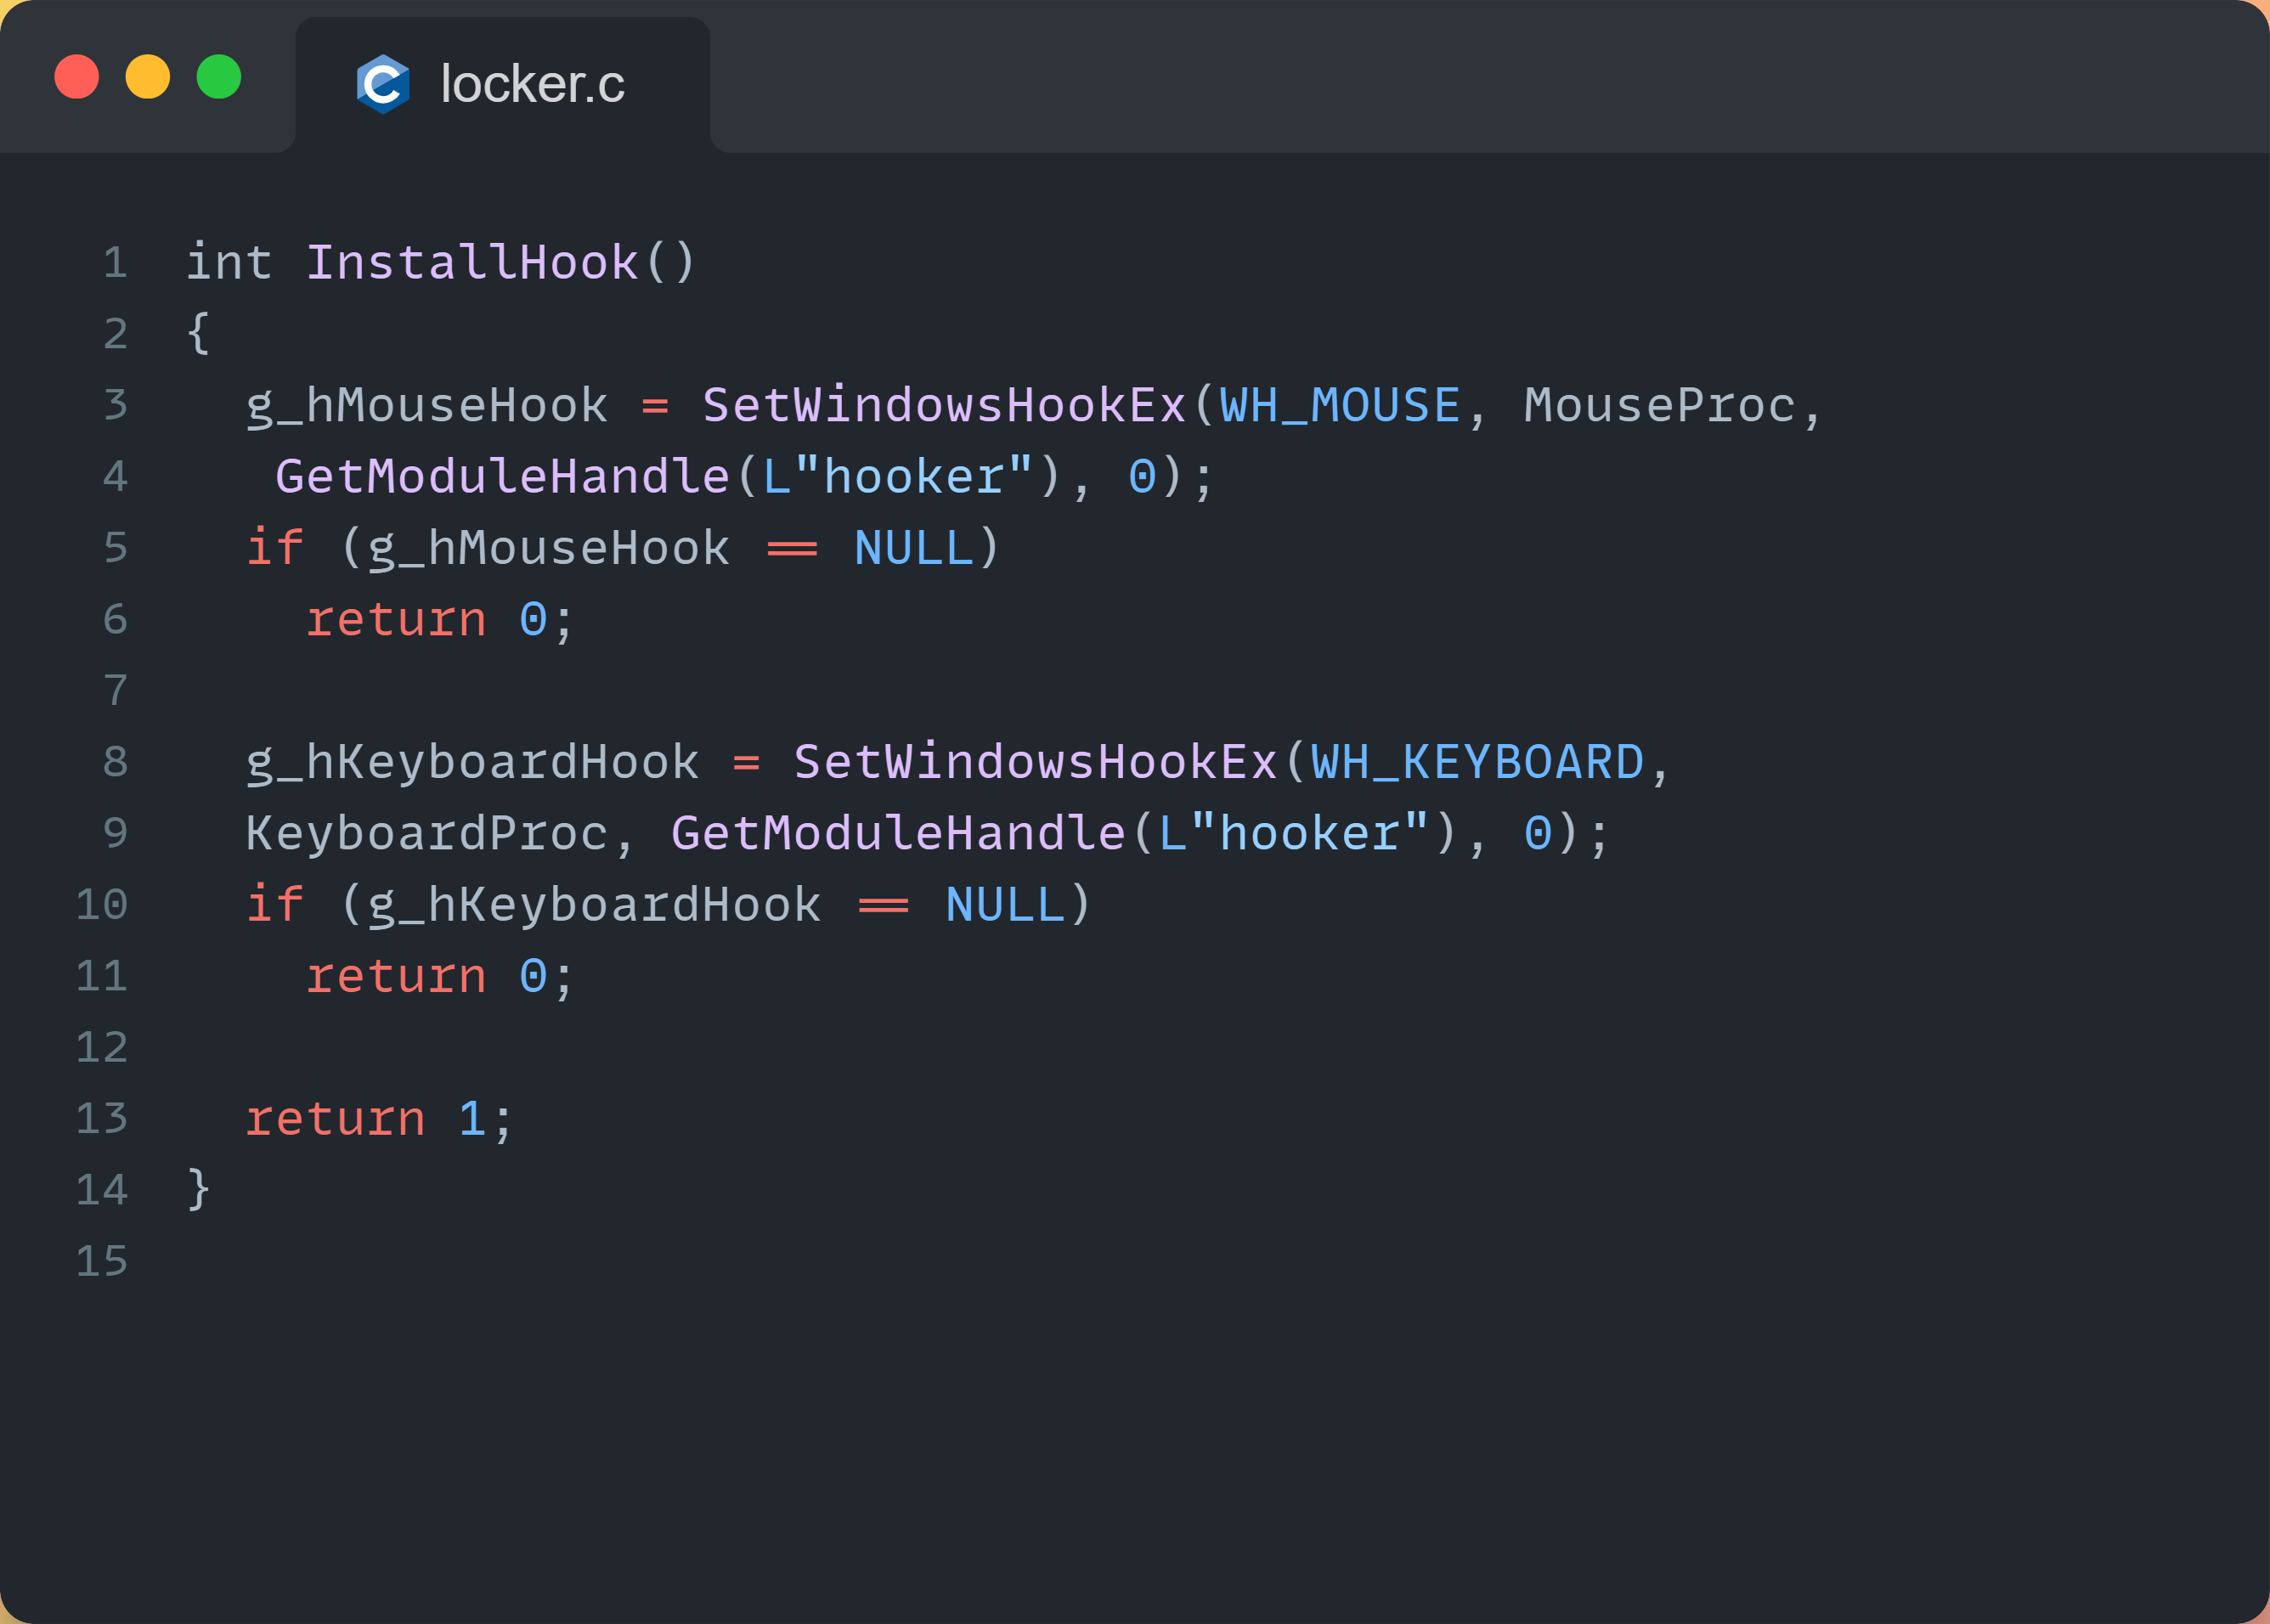 locker.c
1 int InstallHook()
2 {
3   g_hMouseHook = SetWindowsHookEx(WH_MOUSE, MouseProc,
4    GetModuleHandle(L"hooker"), 0);
5   if (g_hMouseHook == NULL)
6     return 0;
7
8   g_hKeyboardHook = SetWindowsHookEx(WH_KEYBOARD,
9   KeyboardProc, GetModuleHandle(L"hooker"), 0);
10   if (g_hKeyboardHook == NULL)
11     return 0;
12
13   return 1;
14 }
15